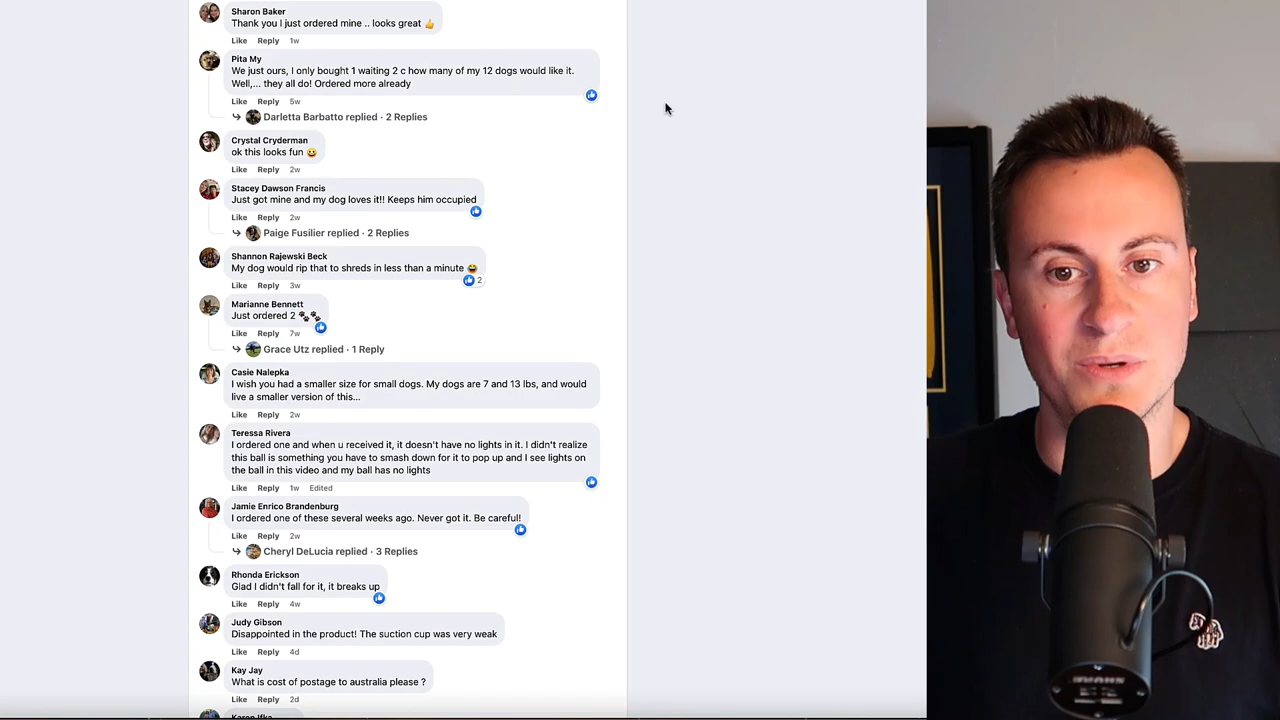 Sharon Baker
Thank you I just ordered mine .. looks great 👍
Like Reply 1w
Pita My
We just ours, I only bought 1 waiting 2 c how many of my 12 dogs would like it.
Well,... they all do! Ordered more already
Like Reply 5w
Darletta Barbatto replied · 2 Replies
Crystal Cryderman
ok this looks fun 😀
Like Reply 2w
Stacey Dawson Francis
Just got mine and my dog loves it!! Keeps him occupied
Like Reply 2w
Paige Fusilier replied · 2 Replies
Shannon Rajewski Beck
My dog would rip that to shreds in less than a minute 😂
2
Like Reply 3w
Marianne Bennett
Just ordered 2 🐾🐾
Like Reply 7w
Grace Utz replied · 1 Reply
Casie Nalepka
I wish you had a smaller size for small dogs. My dogs are 7 and 13 lbs, and would
live a smaller version of this...
Like Reply 2w
Teressa Rivera
I ordered one and when u received it, it doesn't have no lights in it. I didn't realize
this ball is something you have to smash down for it to pop up and I see lights on
the ball in this video and my ball has no lights
Like Reply 1w Edited
Jamie Enrico Brandenburg
I ordered one of these several weeks ago. Never got it. Be careful!
Like Reply 2w
Cheryl DeLucia replied · 3 Replies
Rhonda Erickson
Glad I didn't fall for it, it breaks up
Like Reply 4w
Judy Gibson
Disappointed in the product! The suction cup was very weak
Like Reply 4d
Kay Jay
What is cost of postage to australia please ?
Like Reply 2d